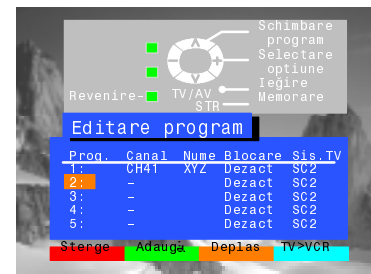 Schimbare
program
Selectare
optiune
Ieğire
Revenire- TV/AV Memorare
STR
Editare program
Prog. Canal Nume Blocare Sis.TV
1: CH41 XYZ Dezact SC2
2: – Dezact SC2
3: – Dezact SC2
4: – Dezact SC2
5: – Dezact SC2
Sterge Adaugă Deplas TV>VCR